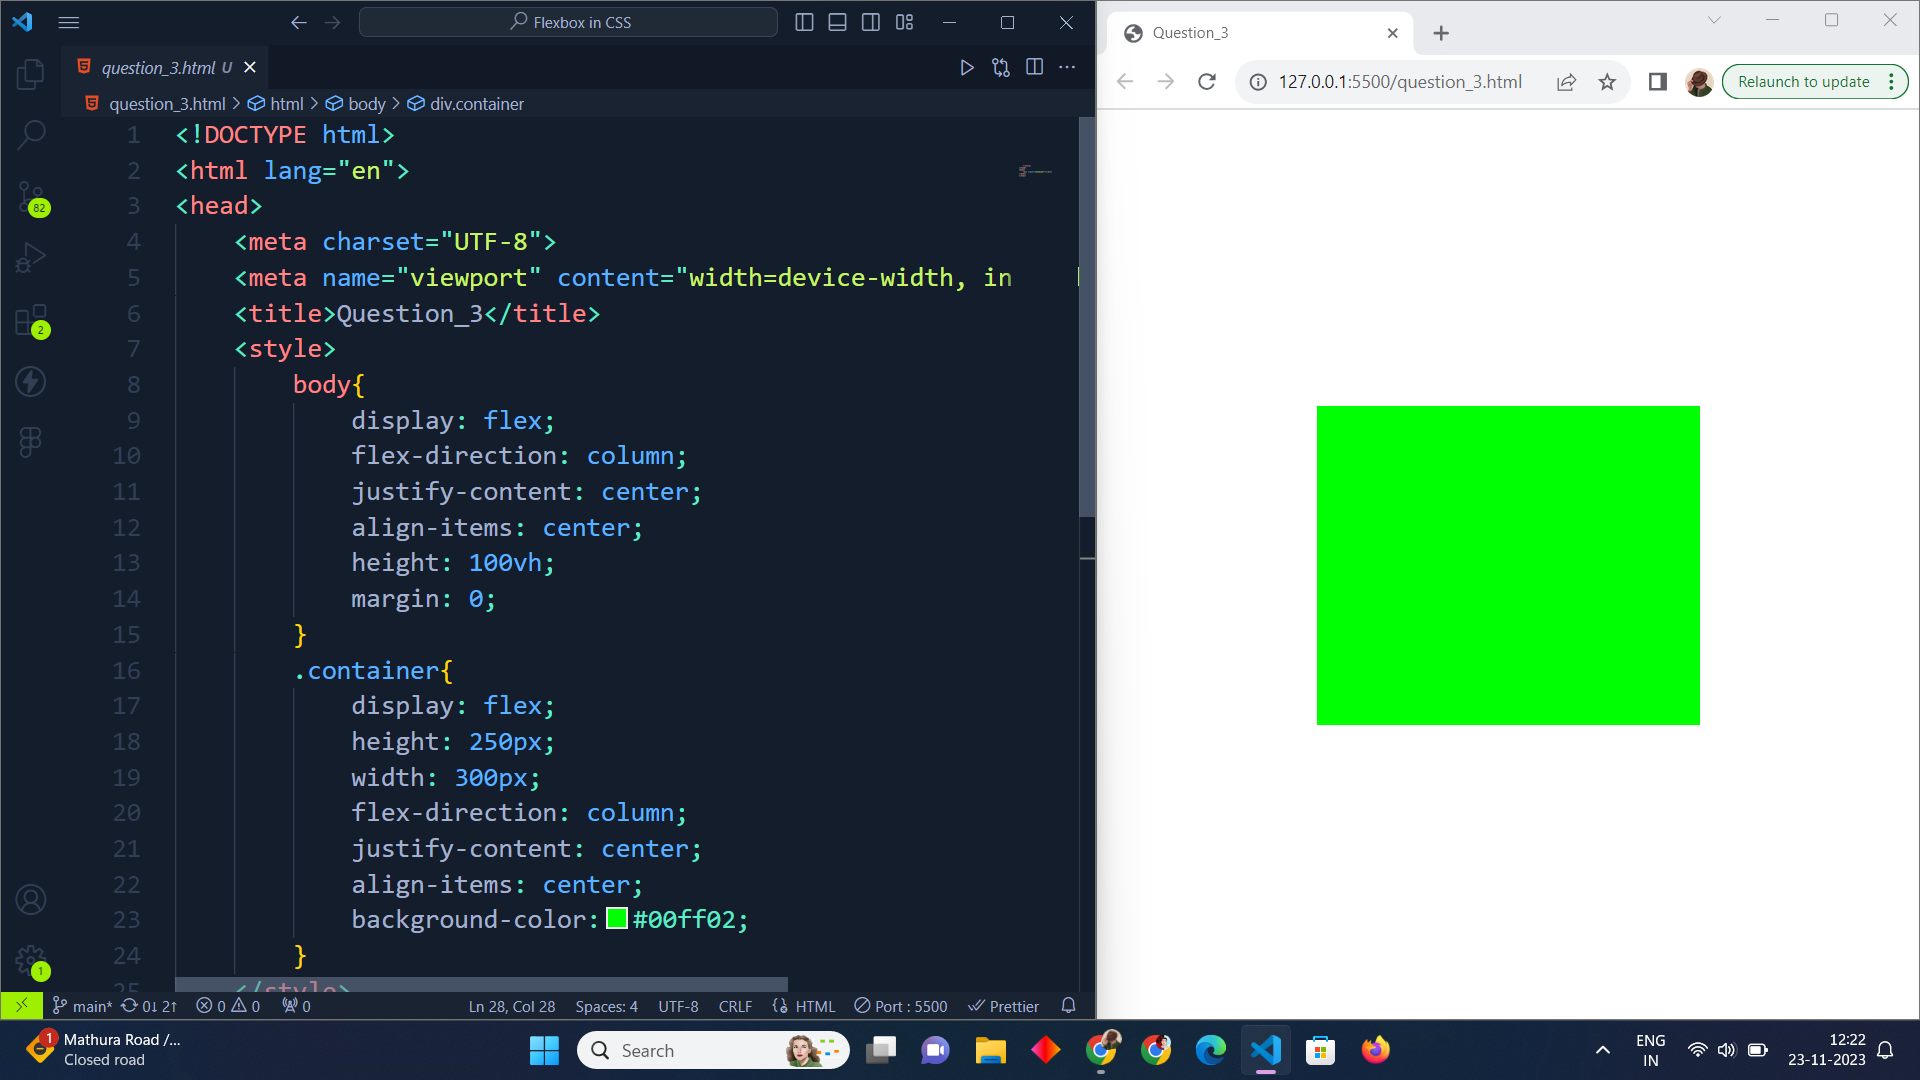 Flexbox in CSS
question_3.html U
question_3.html > html > body > div.container
1 <!DOCTYPE html>
2 <html lang="en">
3 <head>
4 <meta charset="UTF-8">
5 <meta name="viewport" content="width=device-width, in
6 <title>Question_3</title>
7 <style>
8 body{
9 display: flex;
10 flex-direction: column;
11 justify-content: center;
12 align-items: center;
13 height: 100vh;
14 margin: 0;
15 }
16 .container{
17 display: flex;
18 height: 250px;
19 width: 300px;
20 flex-direction: column;
21 justify-content: center;
22 align-items: center;
23 background-color: #00ff02;
24 }
25 </style>
82
2
1
main* 0↓ 2↑ 0 0 0 Ln 28, Col 28 Spaces: 4 UTF-8 CRLF HTML Port : 5500 Prettier
Question_3
127.0.0.1:5500/question_3.html
Relaunch to update
1
Mathura Road /...
Closed road
Search
ENG
IN
12:22
23-11-2023